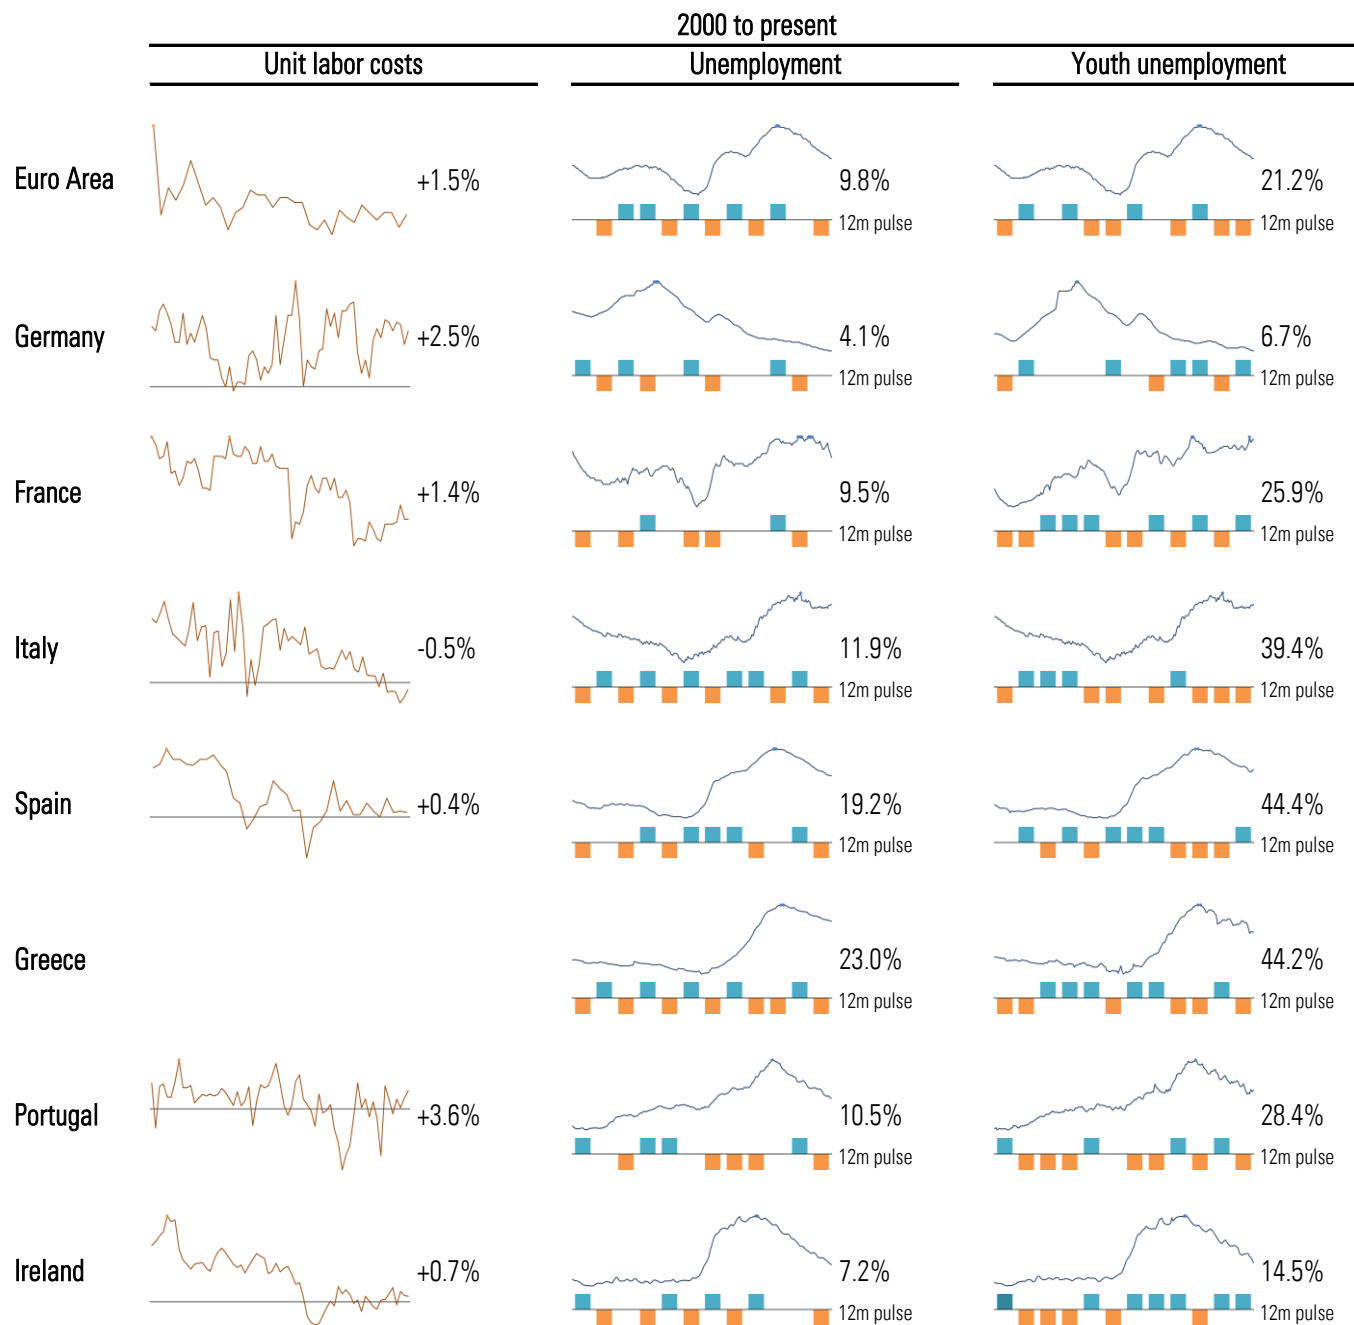 2000 to present
Unit labor costs Unemployment Youth unemployment
Euro Area +1.5% 9.8% 21.2%
12m pulse 12m pulse
Germany +2.5% 4.1% 6.7%
12m pulse 12m pulse
France +1.4% 9.5% 25.9%
12m pulse 12m pulse
Italy -0.5% 11.9% 39.4%
12m pulse 12m pulse
Spain +0.4% 19.2% 44.4%
12m pulse 12m pulse
Greece 23.0% 44.2%
12m pulse 12m pulse
Portugal +3.6% 10.5% 28.4%
12m pulse 12m pulse
Ireland +0.7% 7.2% 14.5%
12m pulse 12m pulse